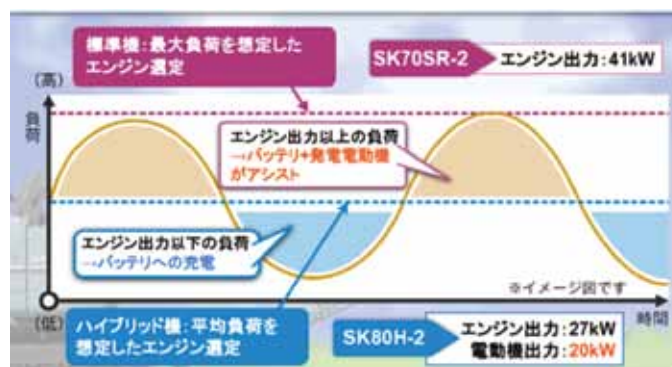 標準機：最大負荷を想定した
エンジン選定
SK70SR-2
エンジン出力：41kW
(高)
負荷
エンジン出力以上の負荷
→バッテリ+発電電動機
がアシスト
エンジン出力以下の負荷
→バッテリへの充電
※イメージ図です
(低)
時間
ハイブリッド機：平均負荷を
想定したエンジン選定
SK80H-2
エンジン出力：27kW
電動機出力：20kW